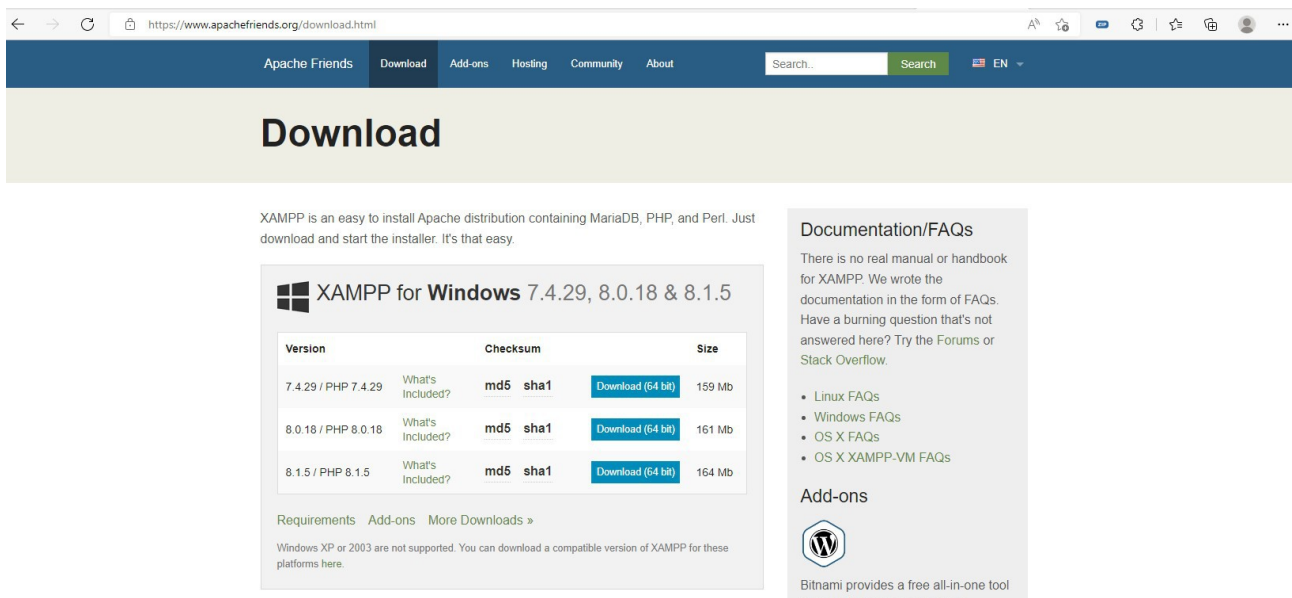 https://www.apachefriends.org/download.html
Apache Friends Download Add-ons Hosting Community About Search.. Search EN
Download
XAMPP is an easy to install Apache distribution containing MariaDB, PHP, and Perl. Just
download and start the installer. It's that easy.
XAMPP for Windows 7.4.29, 8.0.18 & 8.1.5
Version Checksum Size
7.4.29 / PHP 7.4.29 What's Included? md5 sha1 Download (64 bit) 159 Mb
8.0.18 / PHP 8.0.18 What's Included? md5 sha1 Download (64 bit) 161 Mb
8.1.5 / PHP 8.1.5 What's Included? md5 sha1 Download (64 bit) 164 Mb
Requirements Add-ons More Downloads »
Windows XP or 2003 are not supported. You can download a compatible version of XAMPP for these
platforms here.
Documentation/FAQs
There is no real manual or handbook
for XAMPP. We wrote the
documentation in the form of FAQs.
Have a burning question that's not
answered here? Try the Forums or
Stack Overflow.
• Linux FAQs
• Windows FAQs
• OS X FAQs
• OS X XAMPP-VM FAQs
Add-ons
Bitnami provides a free all-in-one tool